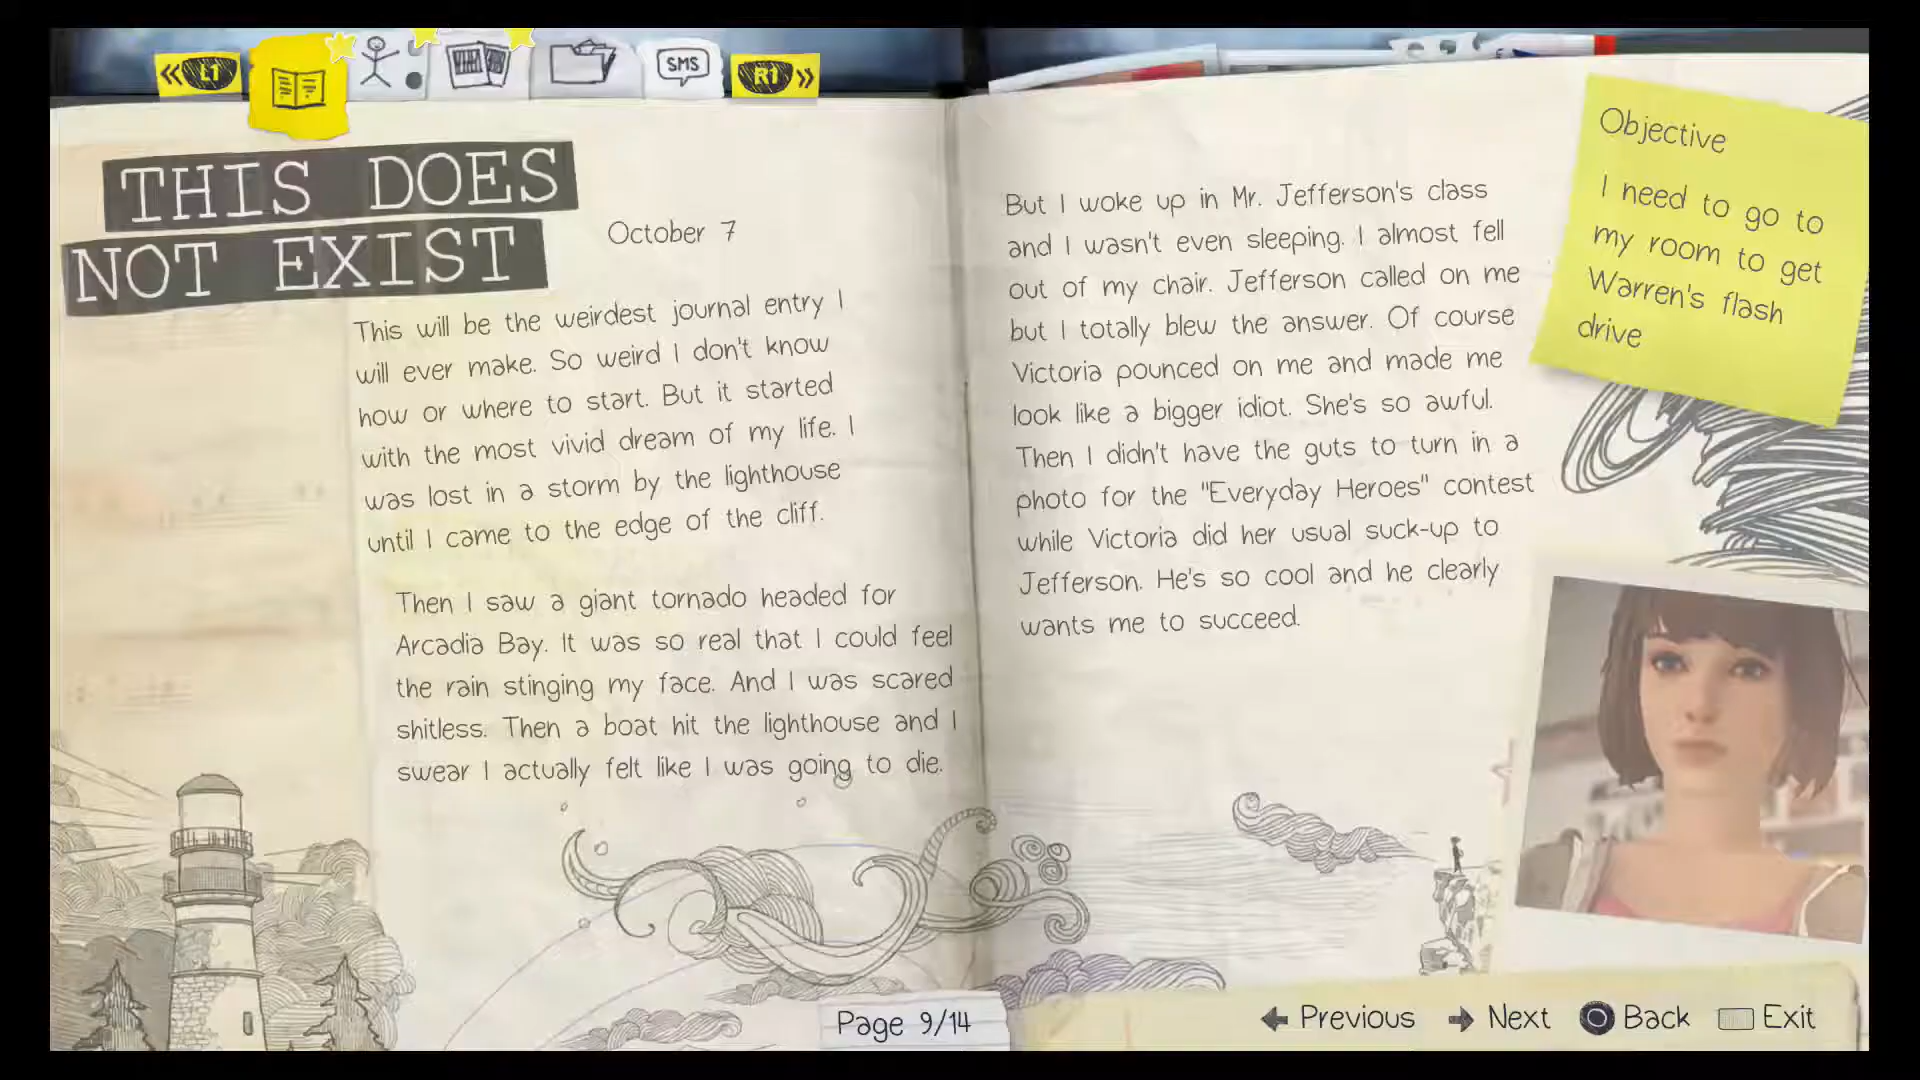 L1
SMS
R1
THIS DOES
NOT EXIST
October 7
This will be the weirdest journal entry I
will ever make. So weird I don't know
how or where to start. But it started
with the most vivid dream of my life. I
was lost in a storm by the lighthouse
until I came to the edge of the cliff.
Then I saw a giant tornado headed for
Arcadia Bay. It was so real that I could feel
the rain stinging my face. And I was scared
shitless. Then a boat hit the lighthouse and I
swear I actually felt like I was going to die.
But I woke up in Mr. Jefferson's class
and I wasn't even sleeping. I almost fell
out of my chair. Jefferson called on me
but I totally blew the answer. Of course
Victoria pounced on me and made me
look like a bigger idiot. She's so awful.
Then I didn't have the guts to turn in a
photo for the "Everyday Heroes" contest
while Victoria did her usual suck-up to
Jefferson. He's so cool and he clearly
wants me to succeed.
Objective
I need to go to
my room to get
Warren's flash
drive
Page 9/14
Previous
Next
Back
Exit